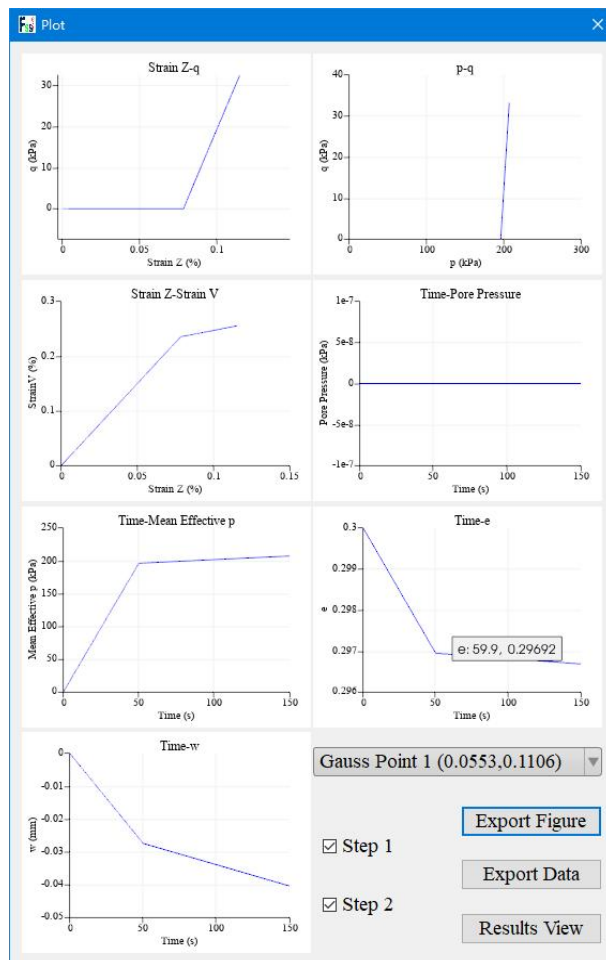 Plot
Strain Z-q
q (kPa)
30
20
10
0
0
0.05
0.1
Strain Z (%)
p-q
q (kPa)
40
30
20
10
0
0
100
200
300
p (kPa)
Strain Z-Strain V
StrainV (%)
0.3
0.2
0.1
0
0
0.05
0.1
0.15
Strain Z (%)
Time-Pore Pressure
Pore Pressure (kPa)
1e-7
5e-8
0
-5e-8
-1e-7
0
50
100
150
Time (s)
Time-Mean Effective p
Mean Effective p (kPa)
250
200
150
100
50
0
0
50
100
150
Time (s)
Time-e
e
0.3
0.299
0.298
0.297
0.296
e: 59.9, 0.29692
0
50
100
150
Time (s)
Time-w
w (mm)
0
-0.01
-0.02
-0.03
-0.04
-0.05
0
50
100
150
Time (s)
Gauss Point 1 (0.0553,0.1106)
Step 1
Step 2
Export Figure
Export Data
Results View